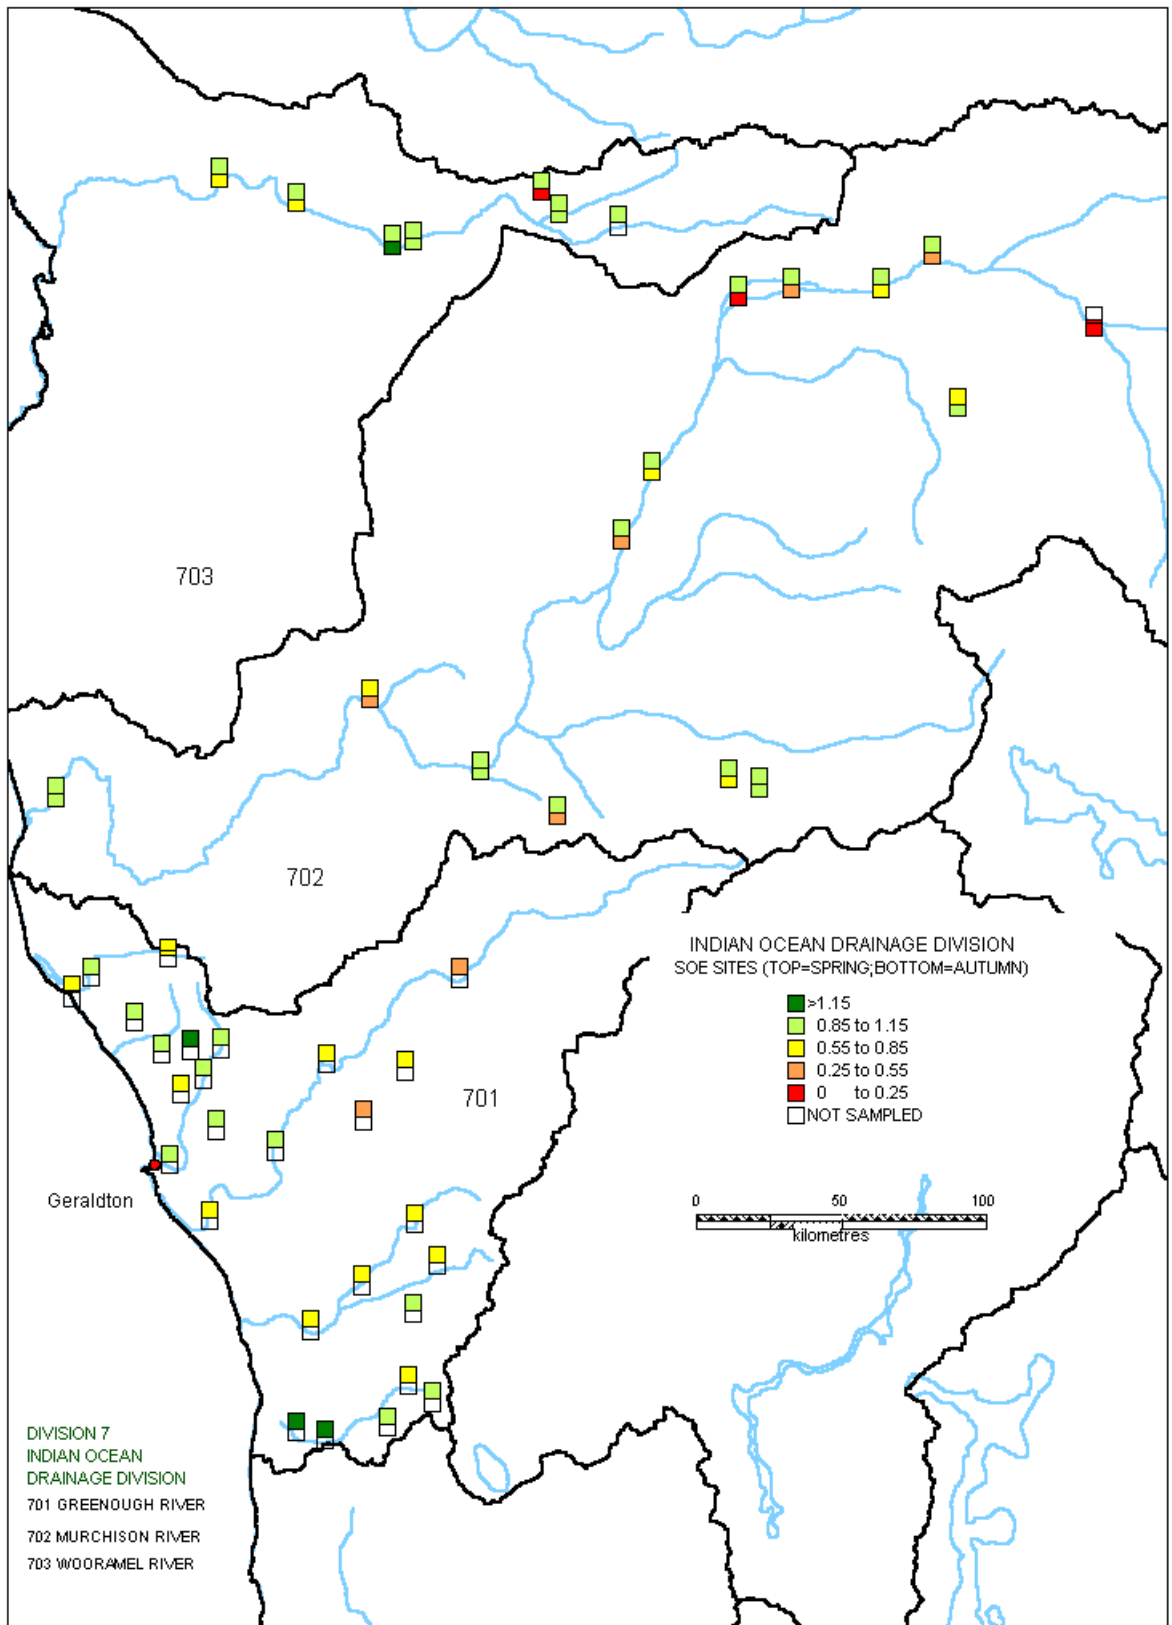 703
702
INDIAN OCEAN DRAINAGE DIVISION
SOE SITES (TOP=SPRING;BOTTOM=AUTUMN)
>1.15
0.85 to 1.15
0.55 to 0.85
0.25 to 0.55
0 to 0.25
NOT SAMPLED
701
Geraldton
0 50 100
kilometres
DIVISION 7
INDIAN OCEAN
DRAINAGE DIVISION
701 GREENOUGH RIVER
702 MURCHISON RIVER
703 WOORAMEL RIVER